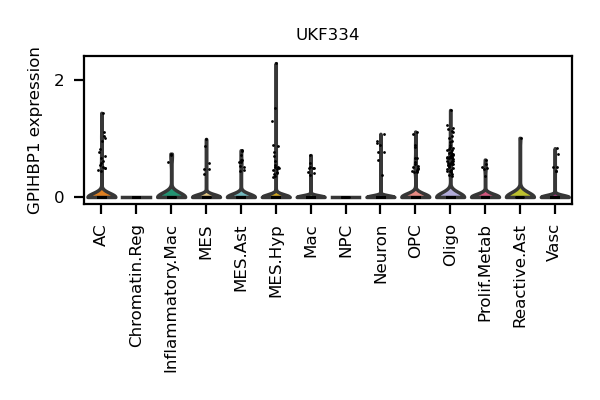 UKF334
GPIHBP1 expression
2
0
AC
Chromatin.Reg
Inflammatory.Mac
MES
MES.Ast
MES.Hyp
Mac
NPC
Neuron
OPC
Oligo
Prolif.Metab
Reactive.Ast
Vasc